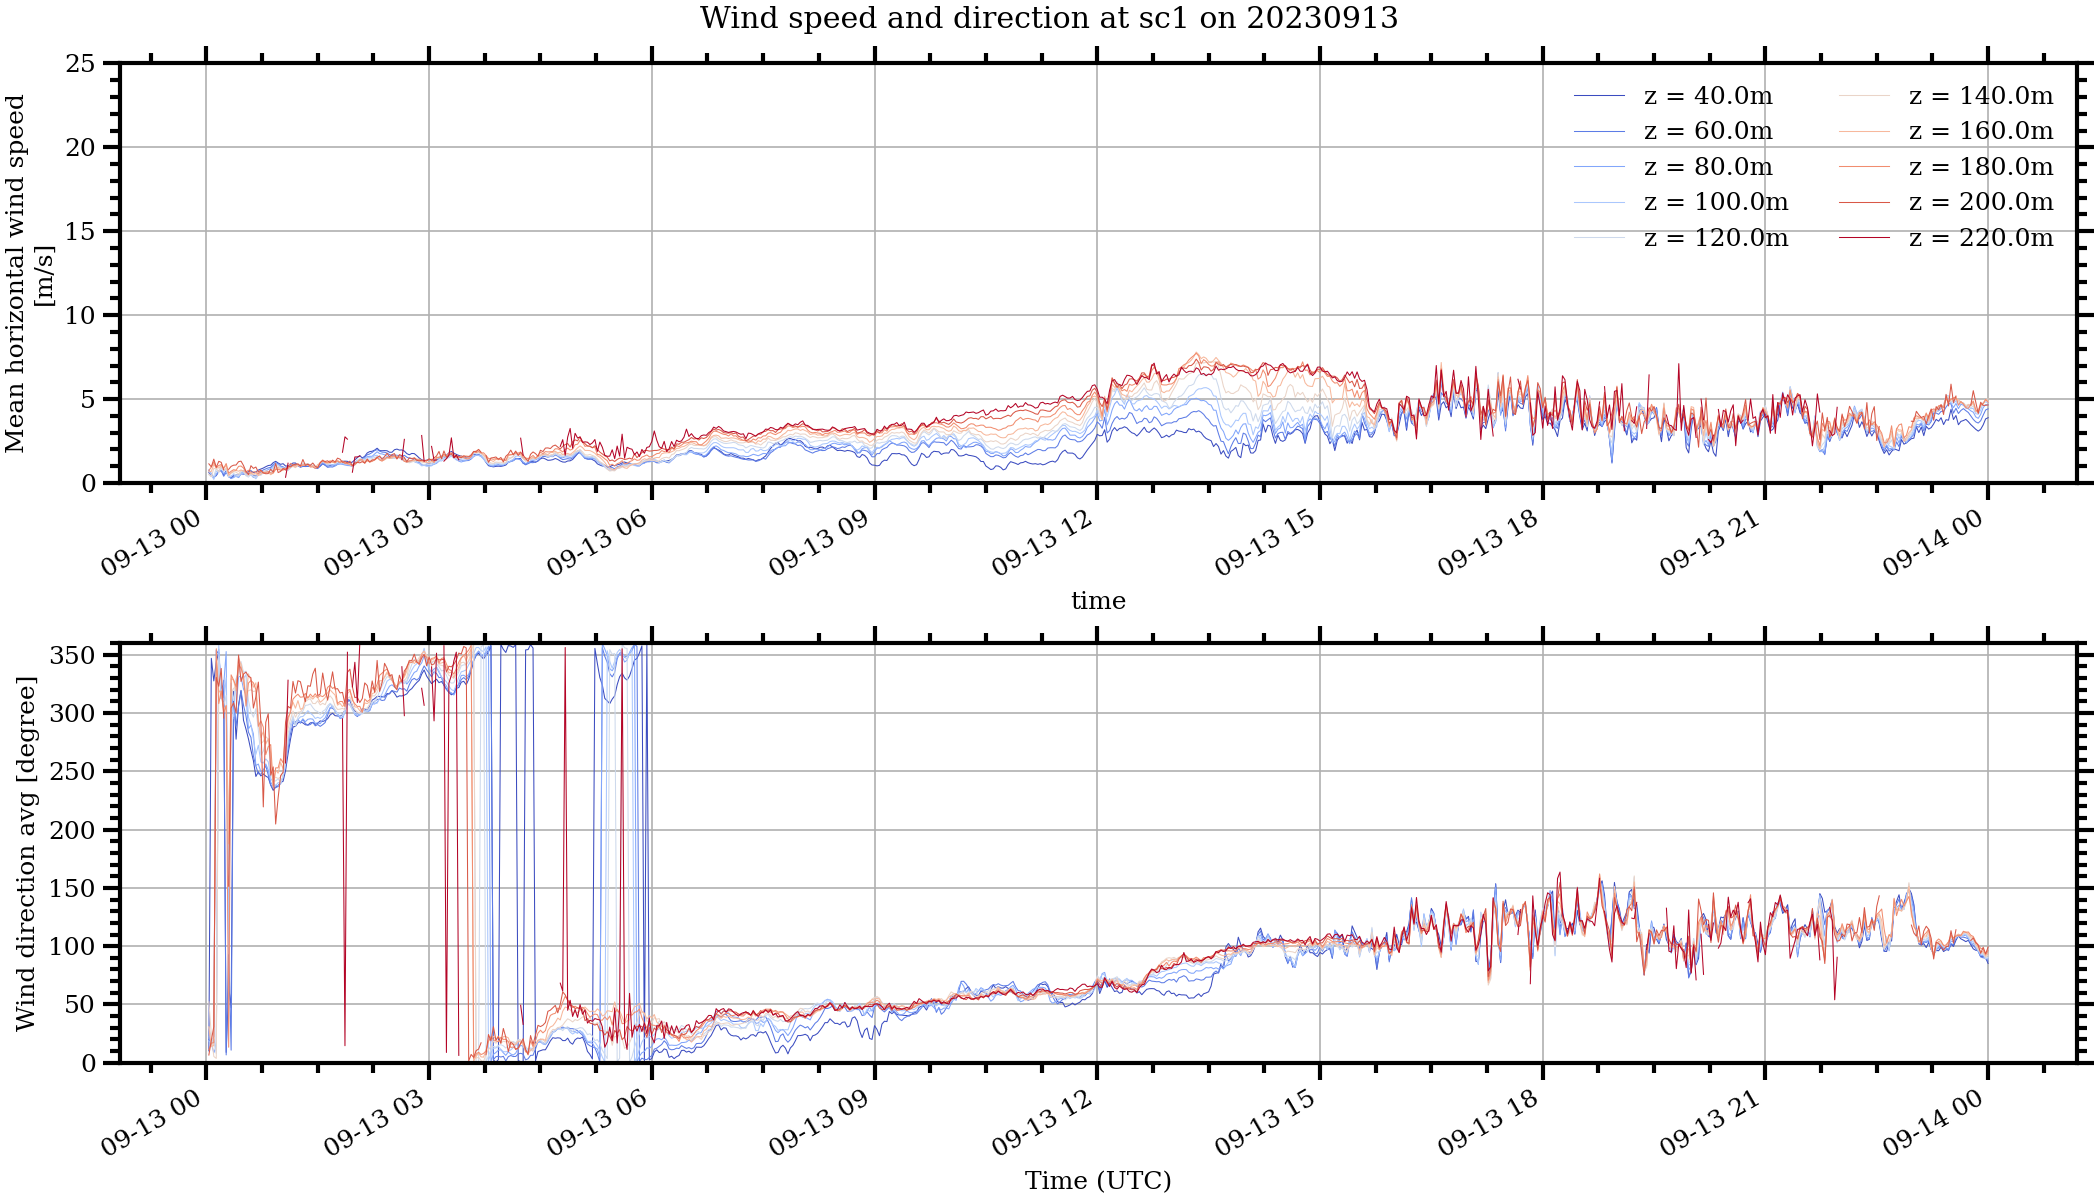 Wind speed and direction at sc1 on 20230913
Mean horizontal wind speed
[m/s]
25
20
15
10
5
0
z = 40.0m
z = 60.0m
z = 80.0m
z = 100.0m
z = 120.0m
z = 140.0m
z = 160.0m
z = 180.0m
z = 200.0m
z = 220.0m
09-13 00
09-13 03
09-13 06
09-13 09
09-13 12
09-13 15
09-13 18
09-13 21
09-14 00
time
Wind direction avg [degree]
350
300
250
200
150
100
50
0
09-13 00
09-13 03
09-13 06
09-13 09
09-13 12
09-13 15
09-13 18
09-13 21
09-14 00
Time (UTC)